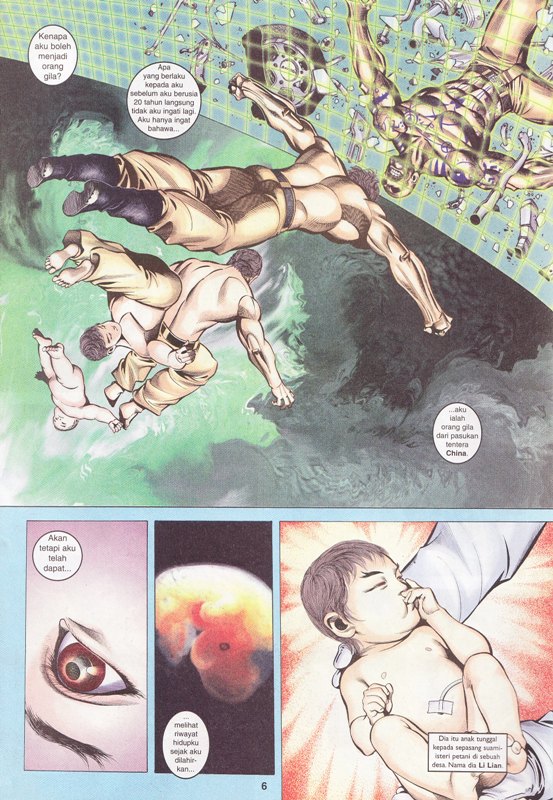 Kenapa
aku boleh
menjadi
orang
gila?
Apa
yang berlaku
kepada aku
sebelum aku berusia
20 tahun langsung
tidak aku ingati lagi.
Aku hanya ingat
bahawa...
...aku
ialah
orang gila
dari pasukan
tentera
China.
Akan
tetapi aku
telah
dapat...
...
melihat
riwayat
hidupku
sejak aku
dilahir-
kan...
Dia itu anak tunggal
kepada sepasang suami-
isteri petani di sebuah
desa. Nama dia Li Lian.
6